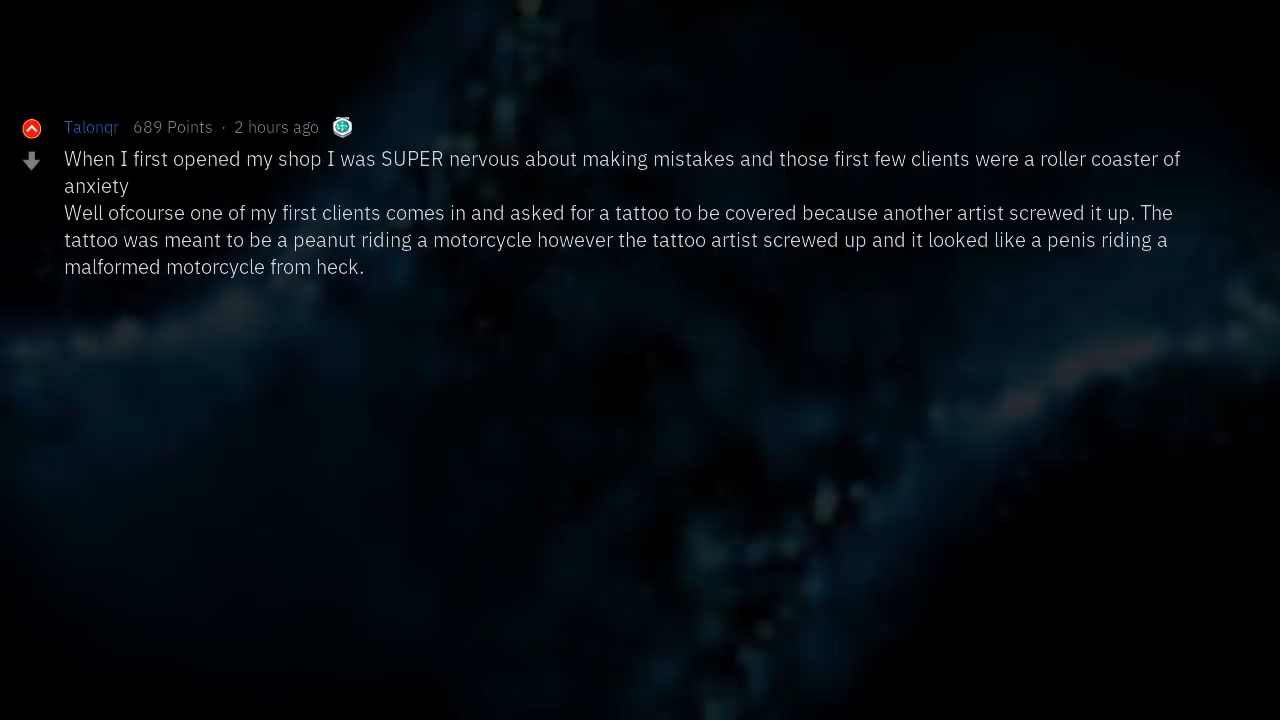 Talonqr 689 Points · 2 hours ago
When I first opened my shop I was SUPER nervous about making mistakes and those first few clients were a roller coaster of
anxiety
Well ofcourse one of my first clients comes in and asked for a tattoo to be covered because another artist screwed it up. The
tattoo was meant to be a peanut riding a motorcycle however the tattoo artist screwed up and it looked like a penis riding a
malformed motorcycle from heck.